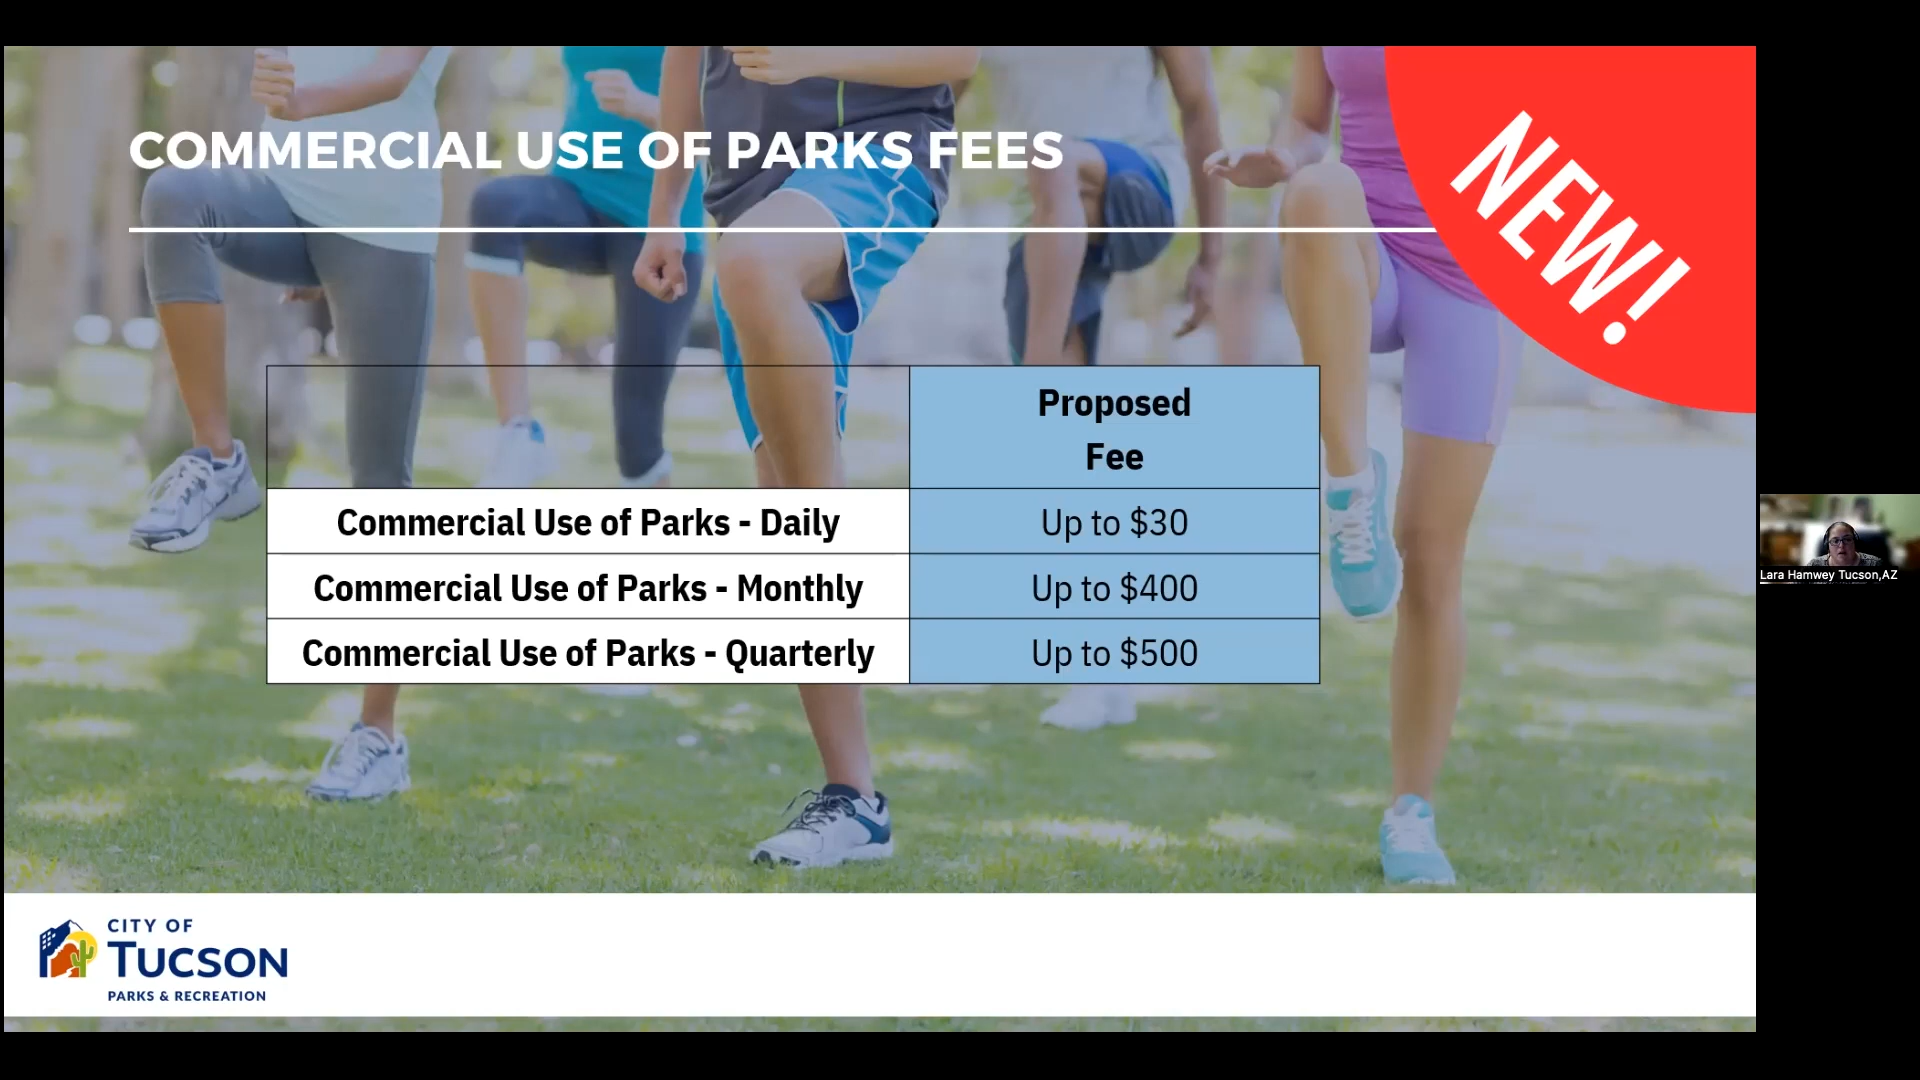 COMMERCIAL USE OF PARKS FEES
NEW!
Proposed
Fee
Commercial Use of Parks - Daily Up to $30
Commercial Use of Parks - Monthly Up to $400
Commercial Use of Parks - Quarterly Up to $500
Lara Hamwey Tucson,AZ
CITY OF
TUCSON
PARKS & RECREATION